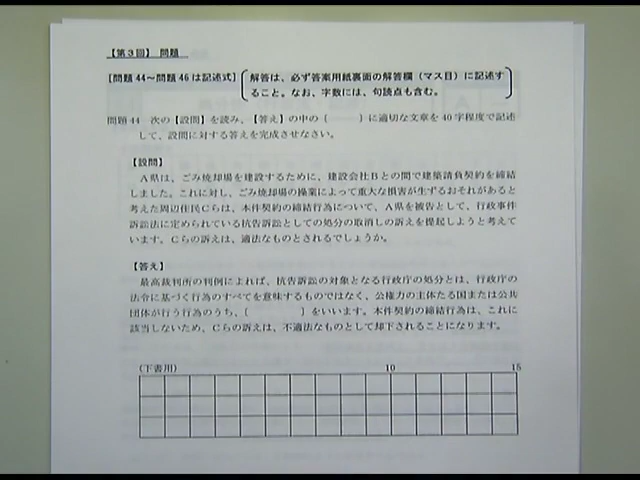 【第3回】 問題
[問題44～問題46は記述式] (解答は、必ず答案用紙裏面の解答欄（マス目）に記述す
ること。なお、字数には、句読点も含む。)
問題44 次の【設問】を読み、【答え】の中の（　　）に適切な文章を40字程度で記述
して、設問に対する答えを完成させなさい。
【設問】
A県は、ごみ焼却場を建設するために、建設会社Bとの間で建築請負契約を締結
しました。これに対し、ごみ焼却場の操業によって重大な損害が生ずるおそれがあると
考えた周辺住民Cらは、本件契約の締結行為について、A県を被告として、行政事件
訴訟法に定められている抗告訴訟としての処分の取消しの訴えを提起しようと考えて
います。Cらの訴えは、適法なものとされるでしょうか。
【答え】
最高裁判所の判例によれば、抗告訴訟の対象となる行政庁の処分とは、行政庁の
法令に基づく行為のすべてを意味するものではなく、公権力の主体たる国または公共
団体が行う行為のうち、（　　　　）をいいます。本件契約の締結行為は、これに
該当しないため、Cらの訴えは、不適法なものとして却下されることになります。
（下書用） 10 15